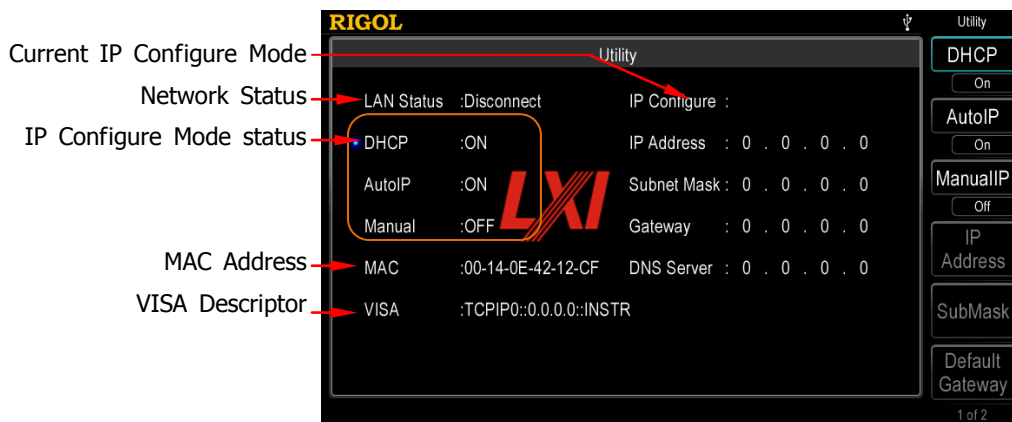 RIGOL
Utility
Current IP Configure Mode
Utility
DHCP
On
Network Status
LAN Status :Disconnect
IP Configure :
AutoIP
On
IP Configure Mode status
DHCP :ON
IP Address : 0 . 0 . 0 . 0
AutoIP :ON
LXI
Subnet Mask : 0 . 0 . 0 . 0
ManualIP
Off
Manual :OFF
Gateway : 0 . 0 . 0 . 0
IP
Address
MAC Address
MAC :00-14-0E-42-12-CF
DNS Server : 0 . 0 . 0 . 0
VISA Descriptor
VISA :TCPIP0::0.0.0.0::INSTR
SubMask
Default
Gateway
1 of 2